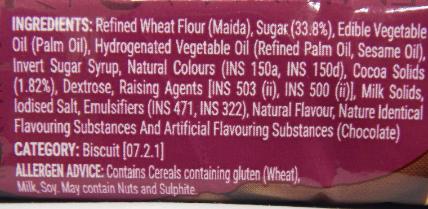 INGREDIENTS: Refined Wheat Flour (Maida), Sugar (33.8%), Edible Vegetable
Oil (Palm Oil), Hydrogenated Vegetable Oil (Refined Palm Oil, Sesame Oil),
Invert Sugar Syrup, Natural Colours (INS 150a, INS 150d), Cocoa Solids
(1.82%), Dextrose, Raising Agents [INS 503 (ii), INS 500 (ii)], Milk Solids,
Iodised Salt, Emulsifiers (INS 471, INS 322), Natural Flavour, Nature Identical
Flavouring Substances And Artificial Flavouring Substances (Chocolate)
CATEGORY: Biscuit [07.2.1]
ALLERGEN ADVICE: Contains Cereals containing gluten (Wheat),
Milk, Soy. May contain Nuts and Sulphite.